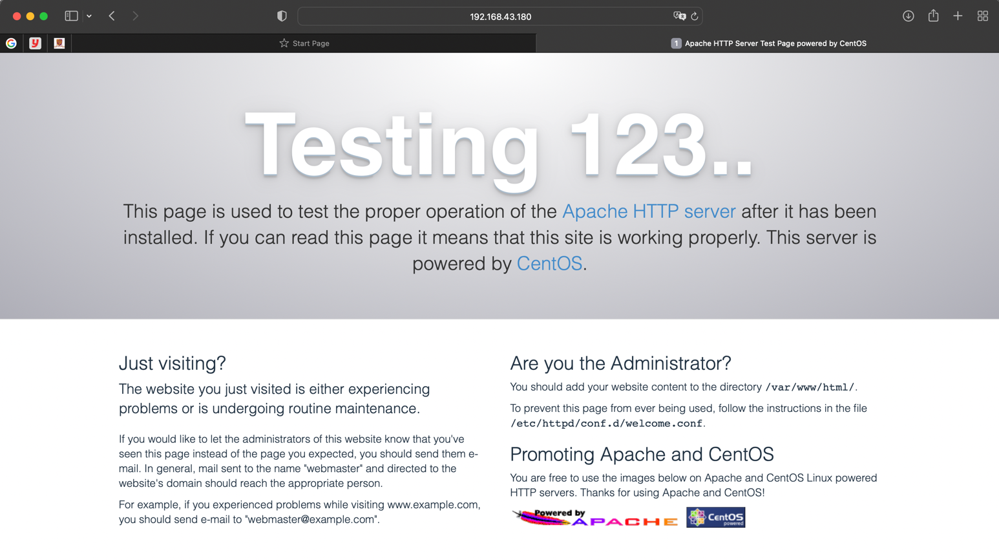 192.168.43.180
Start Page
1 Apache HTTP Server Test Page powered by CentOS
Testing 123..
This page is used to test the proper operation of the Apache HTTP server after it has been
installed. If you can read this page it means that this site is working properly. This server is
powered by CentOS.
Just visiting?
The website you just visited is either experiencing
problems or is undergoing routine maintenance.
If you would like to let the administrators of this website know that you've
seen this page instead of the page you expected, you should send them e-
mail. In general, mail sent to the name "webmaster" and directed to the
website's domain should reach the appropriate person.
For example, if you experienced problems while visiting www.example.com,
you should send e-mail to "webmaster@example.com".
Are you the Administrator?
You should add your website content to the directory /var/www/html/.
To prevent this page from ever being used, follow the instructions in the file
/etc/httpd/conf.d/welcome.conf.
Promoting Apache and CentOS
You are free to use the images below on Apache and CentOS Linux powered
HTTP servers. Thanks for using Apache and CentOS!
Powered by
APACHE
CentOS
powered